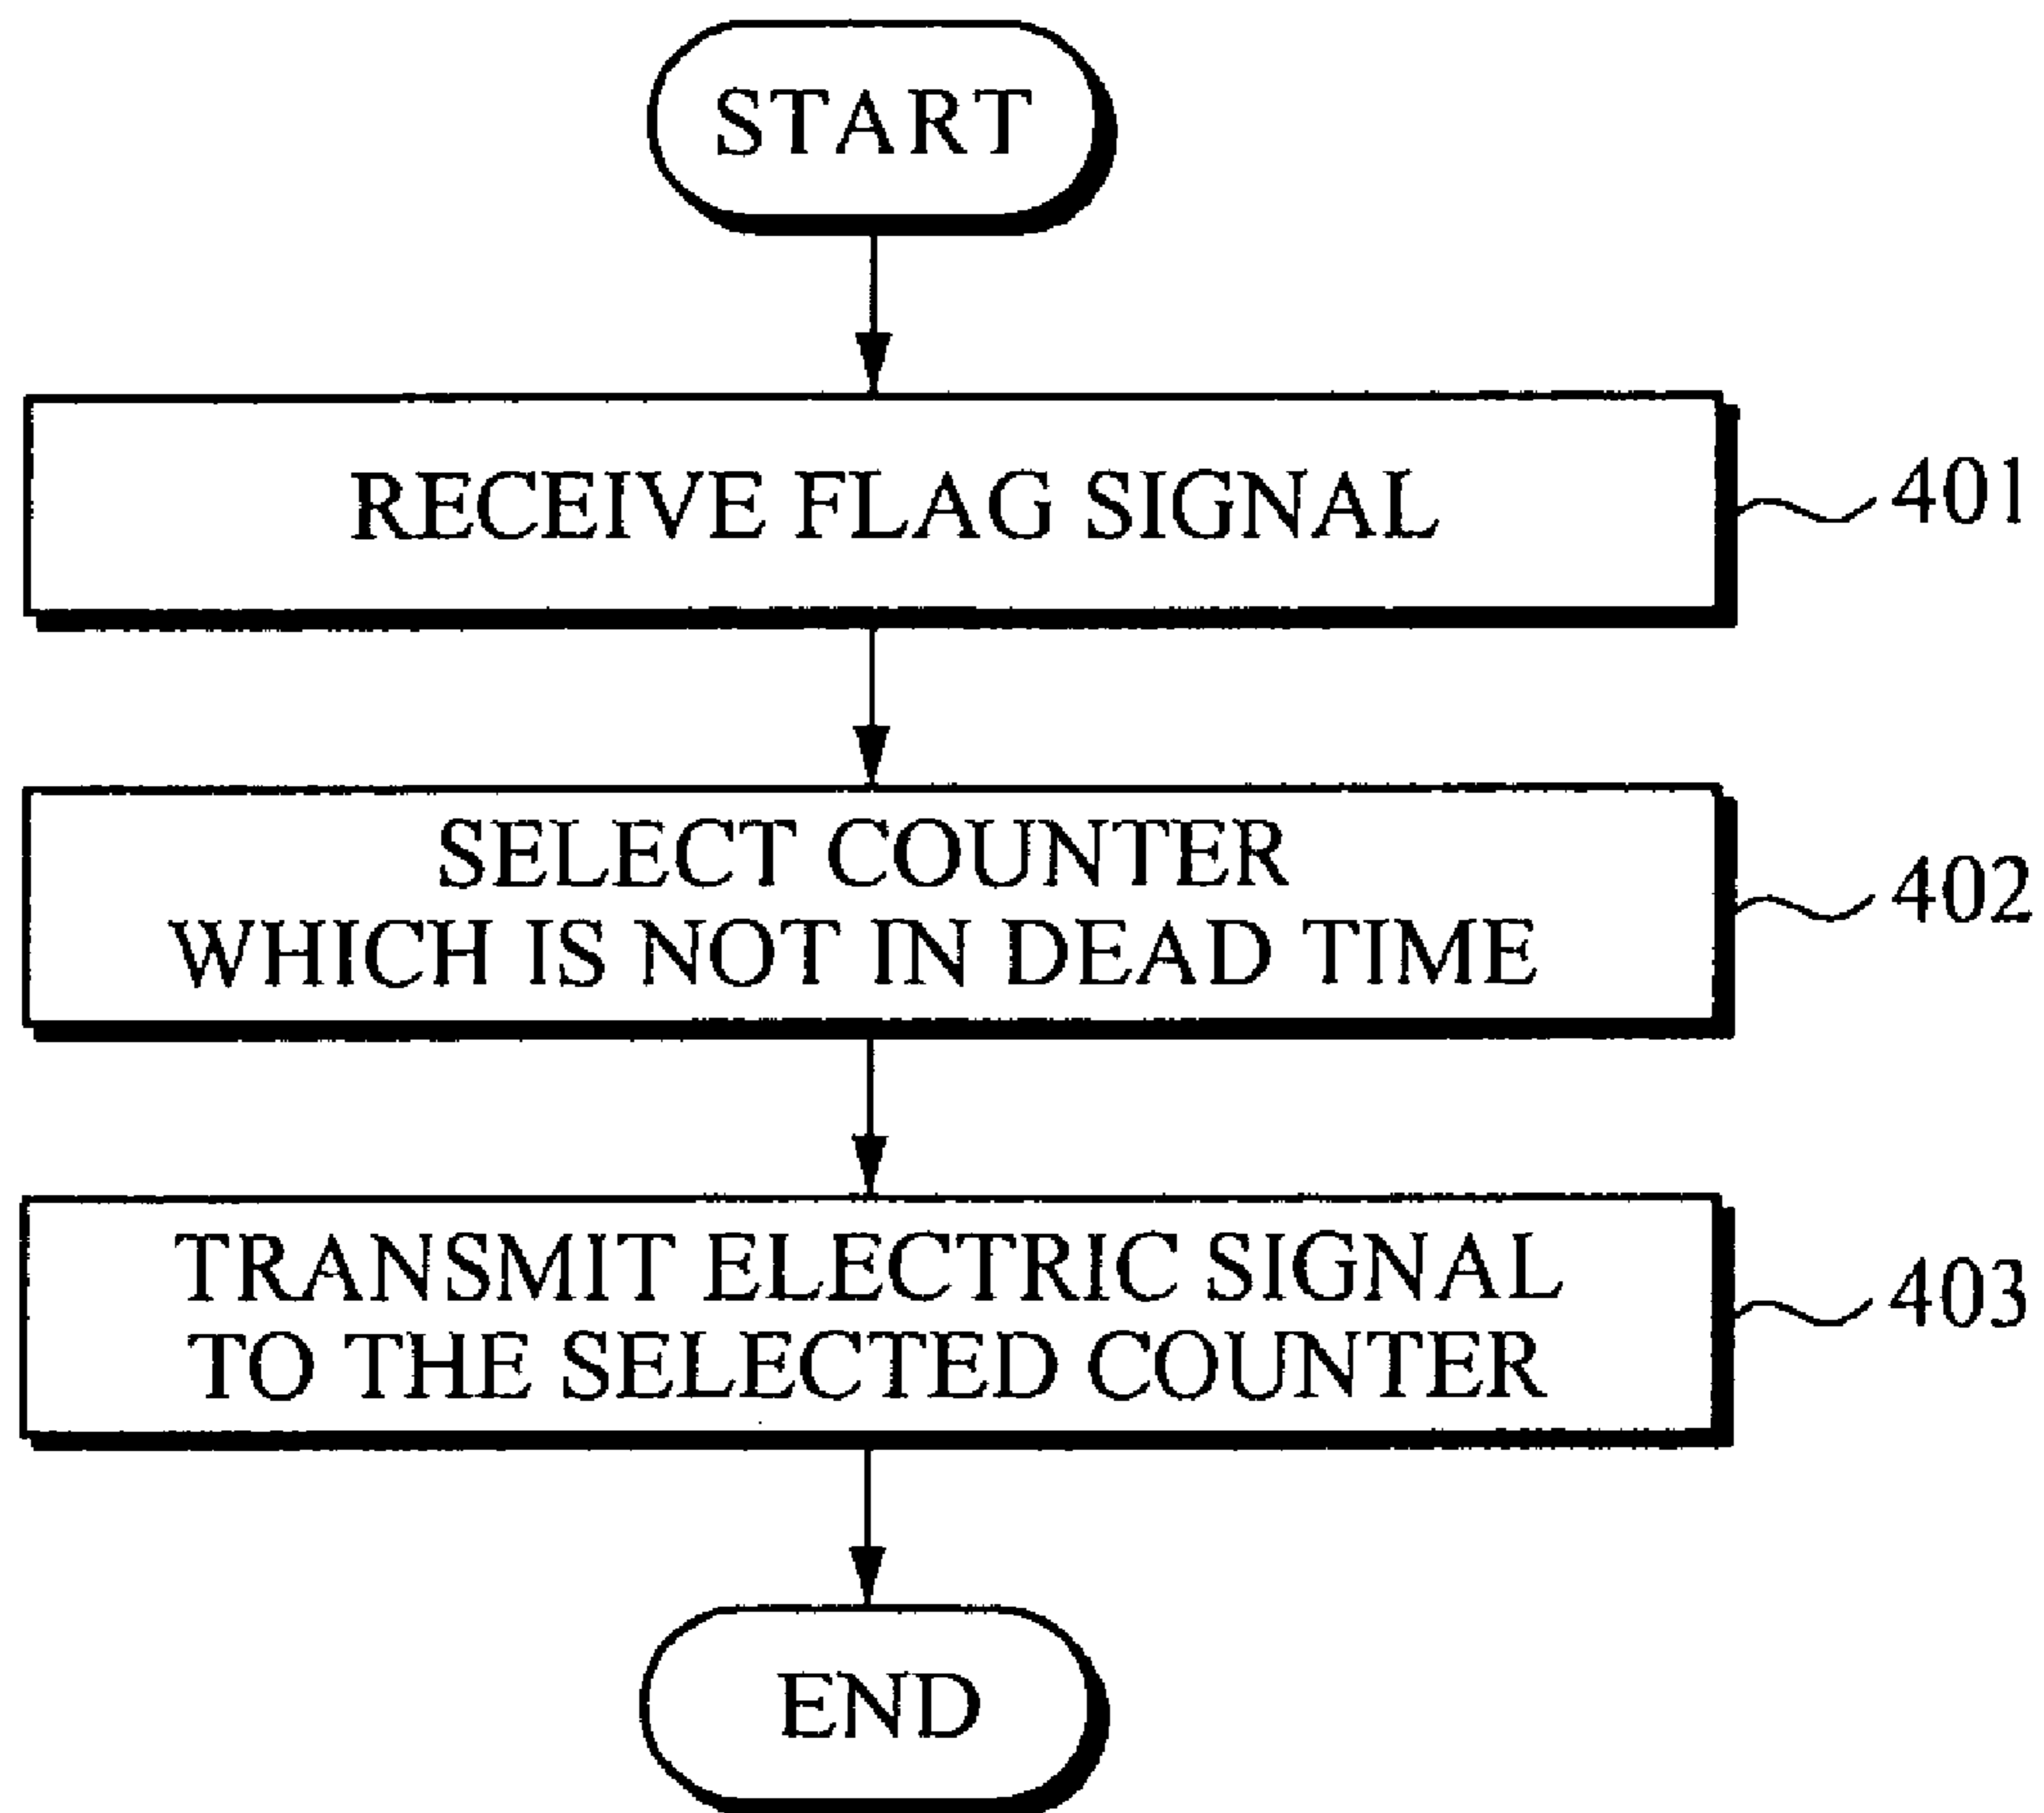 START
RECEIVE FLAG SIGNAL
401
SELECT COUNTER
WHICH IS NOT IN DEAD TIME
402
TRANSMIT ELECTRIC SIGNAL
TO THE SELECTED COUNTER
403
END